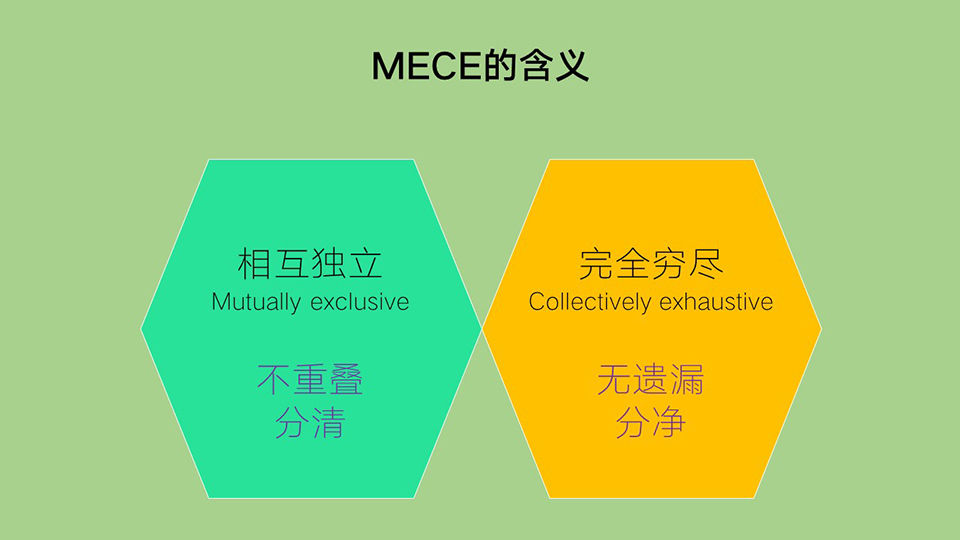 MECE的含义
相互独立
Mutually exclusive
不重叠
分清
完全穷尽
Collectively exhaustive
无遗漏
分净